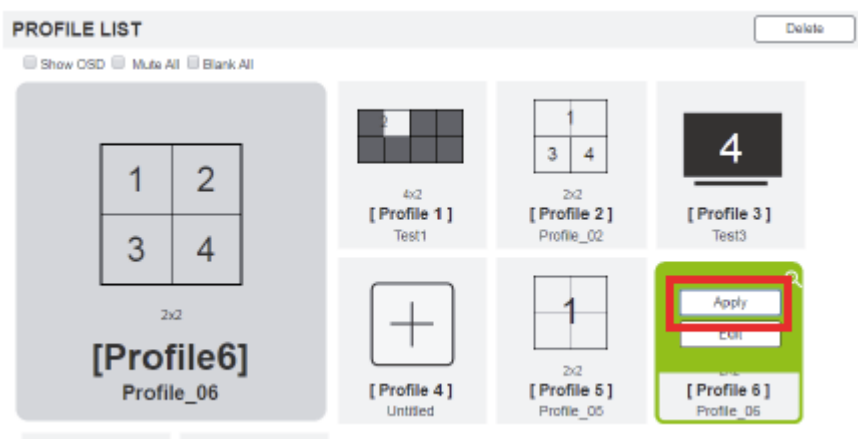 PROFILE LIST
Delete
Show OSD Mute All Blank All
1 2
3 4
2x2
[Profile6]
Profile_06
2
4x2
[ Profile 1 ]
Test1
1
3 4
2x2
[ Profile 2 ]
Profile_02
4
[ Profile 3 ]
Test3
[ Profile 4 ]
Untitled
1
2x2
[ Profile 5 ]
Profile_05
Apply
Edit
2x2
[ Profile 6 ]
Profile_06